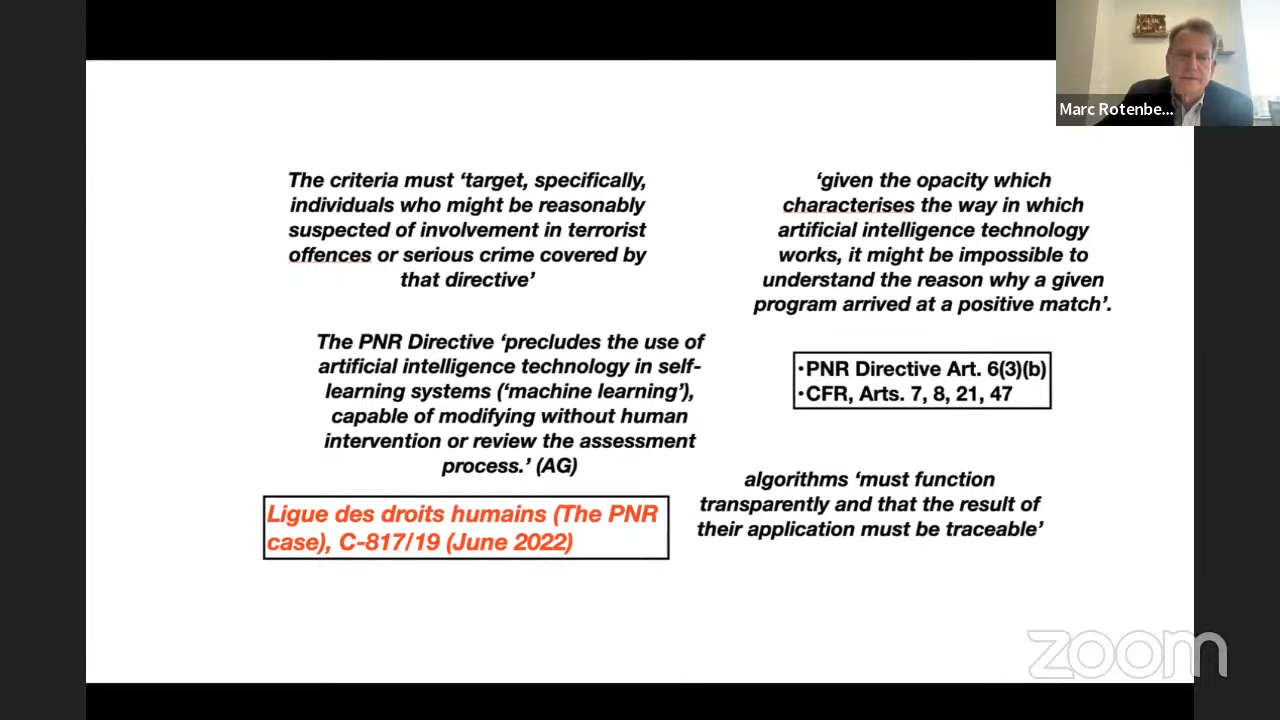 Marc Rotenbe...
The criteria must ‘target, specifically,
individuals who might be reasonably
suspected of involvement in terrorist
offences or serious crime covered by
that directive’
The PNR Directive ‘precludes the use of
artificial intelligence technology in self-
learning systems (‘machine learning’),
capable of modifying without human
intervention or review the assessment
process.’ (AG)
Ligue des droits humains (The PNR
case), C-817/19 (June 2022)
‘given the opacity which
characterises the way in which
artificial intelligence technology
works, it might be impossible to
understand the reason why a given
program arrived at a positive match’.
•PNR Directive Art. 6(3)(b)
•CFR, Arts. 7, 8, 21, 47
algorithms ‘must function
transparently and that the result of
their application must be traceable’
zoom